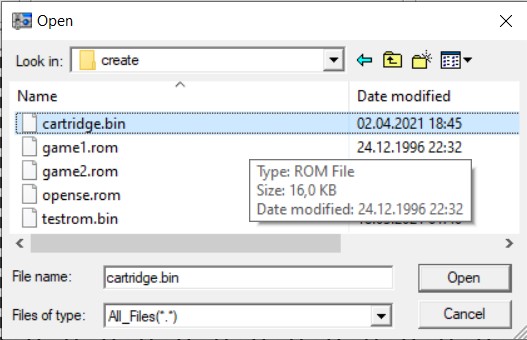 Open
Look in: create
Name Date modified
cartridge.bin 02.04.2021 18:45
game1.rom 24.12.1996 22:32
game2.rom
opense.rom
testrom.bin
Type: ROM File
Size: 16,0 KB
Date modified: 24.12.1996 22:32
File name: cartridge.bin Open
Files of type: All_Files(*.*) Cancel